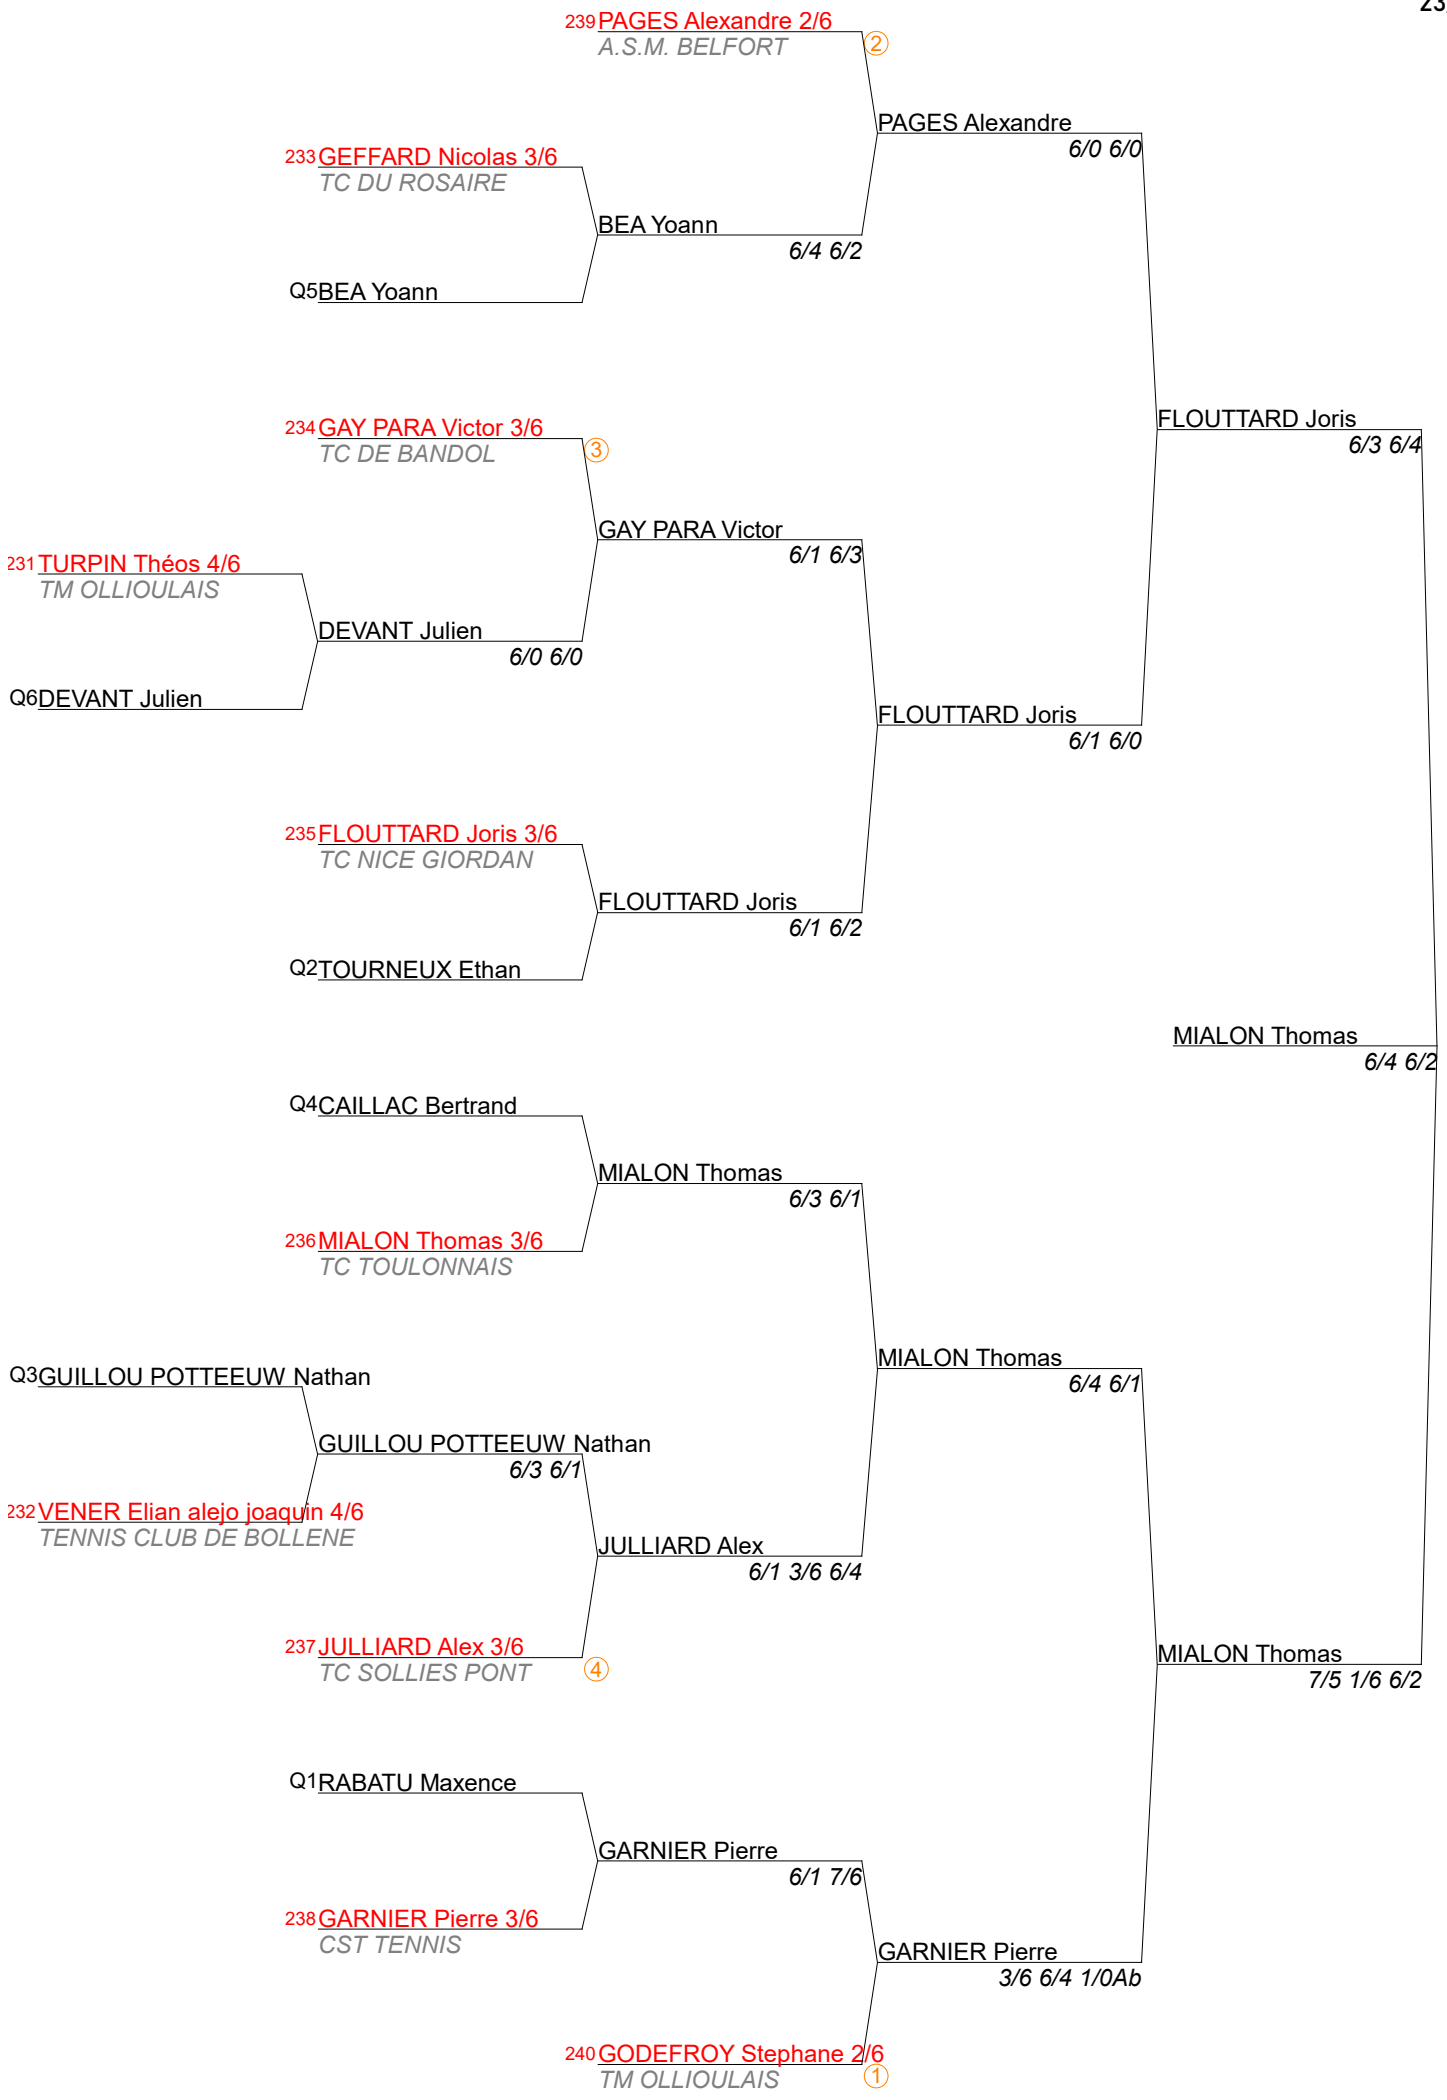 23
239 PAGES Alexandre 2/6
A.S.M. BELFORT
2
PAGES Alexandre
6/0 6/0
233 GEFFARD Nicolas 3/6
TC DU ROSAIRE
BEA Yoann
6/4 6/2
Q5 BEA Yoann
234 GAY PARA Victor 3/6
TC DE BANDOL
3
FLOUTTARD Joris
6/3 6/4
GAY PARA Victor
6/1 6/3
231 TURPIN Théos 4/6
TM OLLIOULAIS
DEVANT Julien
6/0 6/0
Q6 DEVANT Julien
FLOUTTARD Joris
6/1 6/0
235 FLOUTTARD Joris 3/6
TC NICE GIORDAN
FLOUTTARD Joris
6/1 6/2
Q2 TOURNEUX Ethan
MIALON Thomas
6/4 6/2
Q4 CAILLAC Bertrand
MIALON Thomas
6/3 6/1
236 MIALON Thomas 3/6
TC TOULONNAIS
MIALON Thomas
6/4 6/1
Q3 GUILLOU POTTEEUW Nathan
GUILLOU POTTEEUW Nathan
6/3 6/1
232 VENER Elian alejo joaquin 4/6
TENNIS CLUB DE BOLLENE
JULLIARD Alex
6/1 3/6 6/4
237 JULLIARD Alex 3/6
TC SOLLIES PONT
4
MIALON Thomas
7/5 1/6 6/2
Q1 RABATU Maxence
GARNIER Pierre
6/1 7/6
238 GARNIER Pierre 3/6
CST TENNIS
GARNIER Pierre
3/6 6/4 1/0Ab
240 GODEFROY Stephane 2/6
TM OLLIOULAIS
1